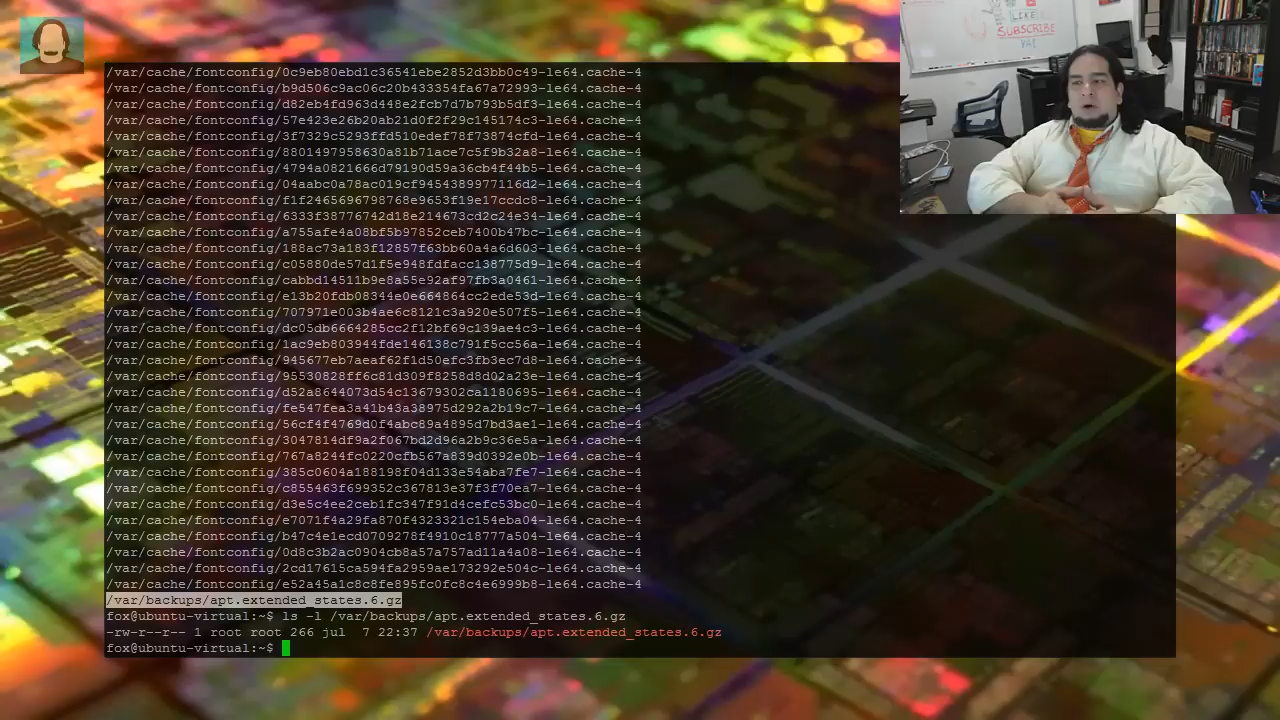 /var/cache/fontconfig/0c9eb80ebd1c36541ebe2852d3bb0c49-le64.cache-4
/var/cache/fontconfig/b9d506c9ac06c20b433354fa67a72993-le64.cache-4
/var/cache/fontconfig/d82eb4fd963d448e2fcb7d7b793b5df3-le64.cache-4
/var/cache/fontconfig/57e423e26b20ab21d0f2f29c145174c3-le64.cache-4
/var/cache/fontconfig/3f7329c5293ffd510edef78f73874cfd-le64.cache-4
/var/cache/fontconfig/8801497958630a81b71ace7c5f9b32a8-le64.cache-4
/var/cache/fontconfig/4794a0821666d79190d59a36cb4f44b5-le64.cache-4
/var/cache/fontconfig/04aabc0a78ac019cf9454389977116d2-le64.cache-4
/var/cache/fontconfig/f1f2465696798768e9653f19e17ccdc8-le64.cache-4
/var/cache/fontconfig/6333f38776742d18e214673cd2c24e34-le64.cache-4
/var/cache/fontconfig/a755afe4a08bf5b97852ceb7400b47bc-le64.cache-4
/var/cache/fontconfig/188ac73a183f12857f63bb60a4a6d603-le64.cache-4
/var/cache/fontconfig/c05880de57d1f5e948fdfacc138775d9-le64.cache-4
/var/cache/fontconfig/cabbd14511b9e8a55e92af97fb3a0461-le64.cache-4
/var/cache/fontconfig/e13b20fdb08344e0e664864cc2ede53d-le64.cache-4
/var/cache/fontconfig/707971e003b4ae6c8121c3a920e507f5-le64.cache-4
/var/cache/fontconfig/dc05db6664285cc2f12bf69c139ae4c3-le64.cache-4
/var/cache/fontconfig/1ac9eb803944fde146138c791f5cc56a-le64.cache-4
/var/cache/fontconfig/945677eb7aeaf62f1d50efc3fb3ec7d8-le64.cache-4
/var/cache/fontconfig/95530828ff6c81d309f8258d8d02a23e-le64.cache-4
/var/cache/fontconfig/d52a8644073d54c13679302ca1180695-le64.cache-4
/var/cache/fontconfig/fe547fea3a41b43a38975d292a2b19c7-le64.cache-4
/var/cache/fontconfig/56cf4f4769d0f4abc89a4895d7bd3ae1-le64.cache-4
/var/cache/fontconfig/3047814df9a2f067bd2d96a2b9c36e5a-le64.cache-4
/var/cache/fontconfig/767a8244fc0220cfb567a839d0392e0b-le64.cache-4
/var/cache/fontconfig/385c0604a188198f04d133e54aba7fe7-le64.cache-4
/var/cache/fontconfig/c855463f699352c367813e37f3f70ea7-le64.cache-4
/var/cache/fontconfig/d3e5c4ee2ceb1fc347f91d4cefc53bc0-le64.cache-4
/var/cache/fontconfig/e7071f4a29fa870f4323321c154eba04-le64.cache-4
/var/cache/fontconfig/b47c4e1ecd0709278f4910c18777a504-le64.cache-4
/var/cache/fontconfig/0d8c3b2ac0904cb8a57a757ad11a4a08-le64.cache-4
/var/cache/fontconfig/2cd17615ca594fa2959ae173292e504c-le64.cache-4
/var/cache/fontconfig/e52a45a1c8c8fe895fc0fc8c4e6999b8-le64.cache-4
/var/backups/apt.extended_states.6.gz
fox@ubuntu-virtual:~$ ls -l /var/backups/apt.extended_states.6.gz
-rw-r--r-- 1 root root 266 jul  7 22:37 /var/backups/apt.extended_states.6.gz
fox@ubuntu-virtual:~$
LIKE
SUBSCRIBE
YA!